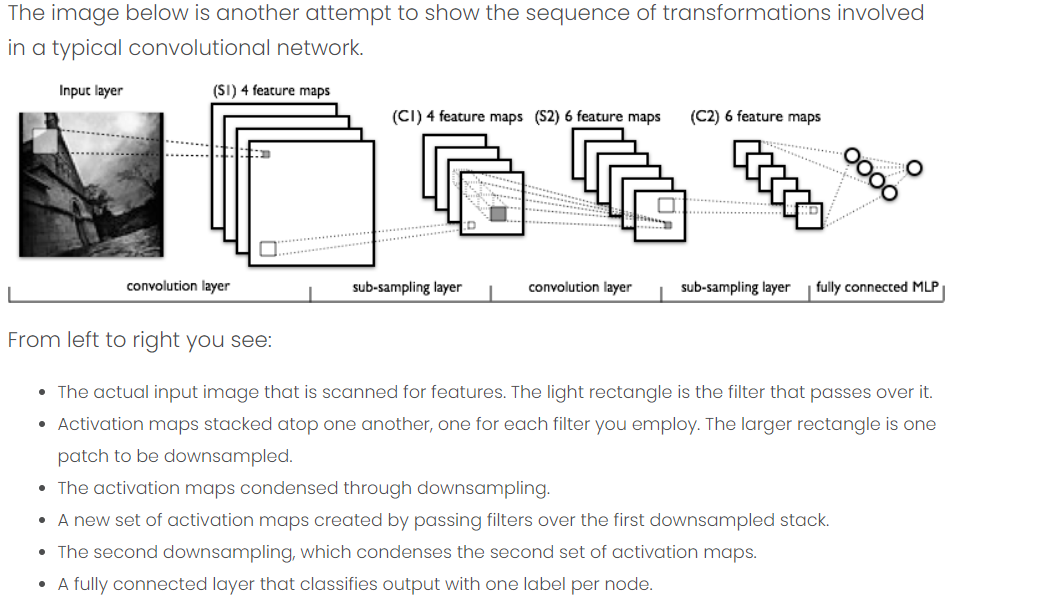 The image below is another attempt to show the sequence of transformations involved
in a typical convolutional network.
Input layer
(S1) 4 feature maps
(C1) 4 feature maps
(S2) 6 feature maps
(C2) 6 feature maps
convolution layer
sub-sampling layer
convolution layer
sub-sampling layer
fully connected MLP
From left to right you see:
• The actual input image that is scanned for features. The light rectangle is the filter that passes over it.
• Activation maps stacked atop one another, one for each filter you employ. The larger rectangle is one
patch to be downsampled.
• The activation maps condensed through downsampling.
• A new set of activation maps created by passing filters over the first downsampled stack.
• The second downsampling, which condenses the second set of activation maps.
• A fully connected layer that classifies output with one label per node.